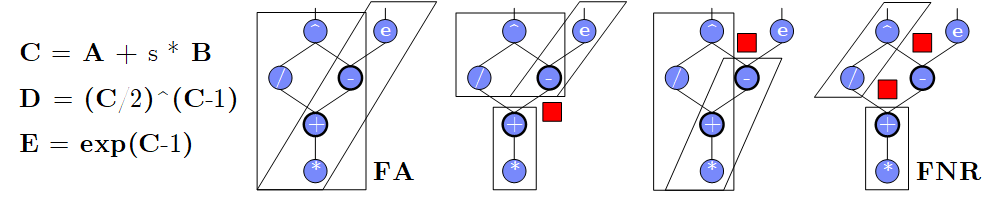 C = A + s * B
D = (C/2)^(C-1)
E = exp(C-1)
^ e
/ -
+
*
FA
^ e
/ -
+
*
^ e
/ -
+
*
^ e
/ -
+
*
FNR